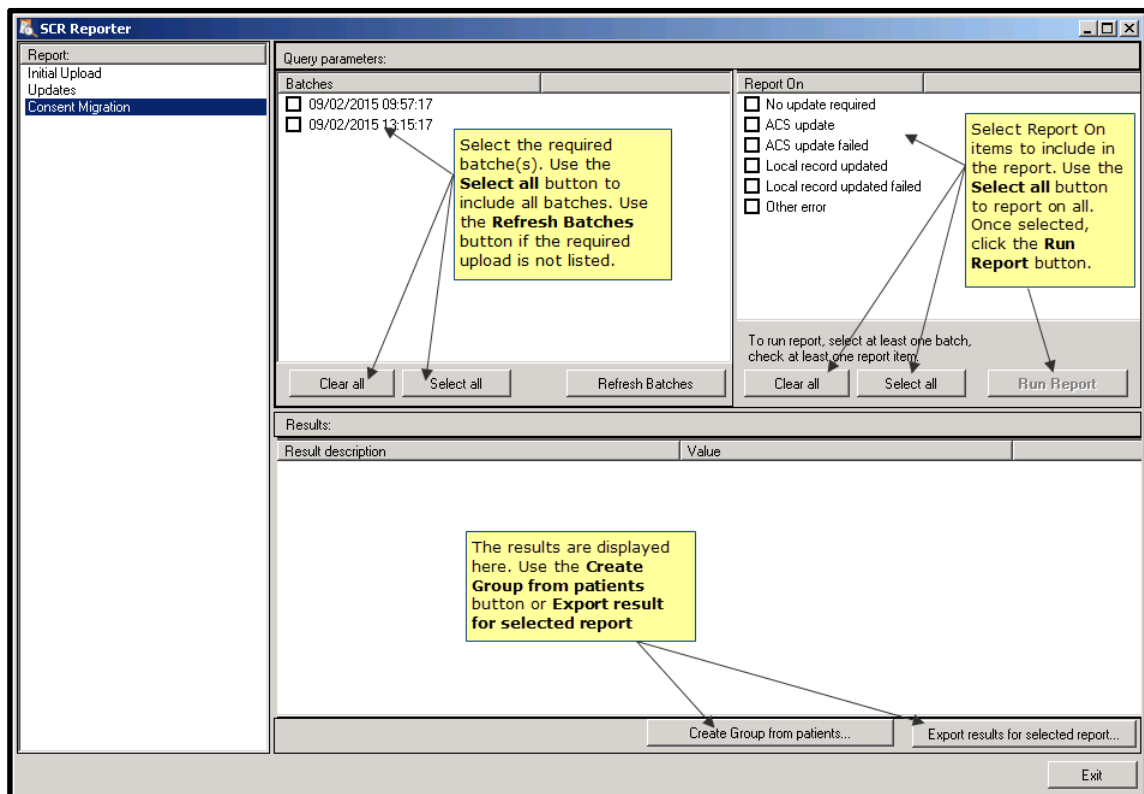 SCR Reporter
Report:
Initial Upload
Updates
Consent Migration
Query parameters:
Batches
09/02/2015 09:57:17
09/02/2015 13:15:17
Select the required
batche(s). Use the
Select all button to
include all batches. Use
the Refresh Batches
button if the required
upload is not listed.
Clear all
Select all
Refresh Batches
Report On
No update required
ACS update
ACS update failed
Local record updated
Local record updated failed
Other error
Select Report On
items to include in
the report. Use the
Select all button
to report on all.
Once selected,
click the Run
Report button.
To run report, select at least one batch,
check at least one report item.
Clear all
Select all
Run Report
Results:
Result description
Value
The results are displayed
here. Use the Create
Group from patients
button or Export result
for selected report
Create Group from patients...
Export results for selected report...
Exit